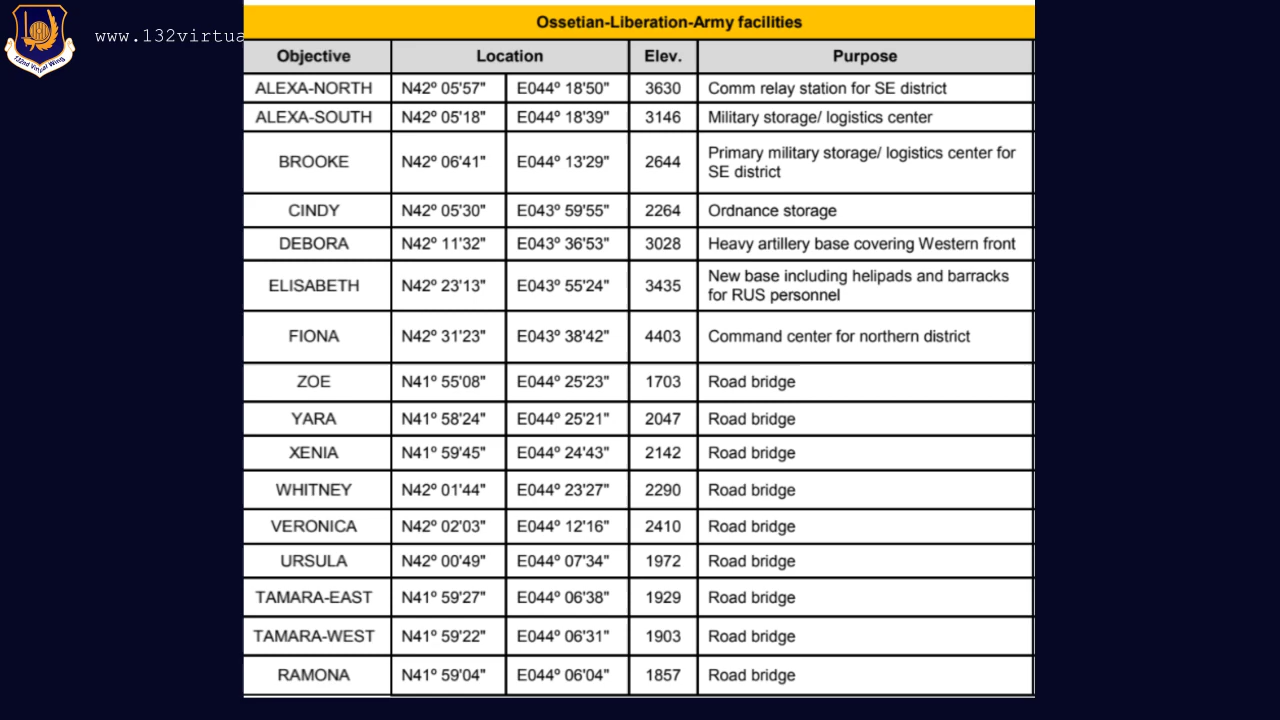 132nd Virtual Wing
www.132virtua
Ossetian-Liberation-Army facilities
Objective Location Elev. Purpose
ALEXA-NORTH N42º 05'57" E044º 18'50" 3630 Comm relay station for SE district
ALEXA-SOUTH N42º 05'18" E044º 18'39" 3146 Military storage/ logistics center
BROOKE N42º 06'41" E044º 13'29" 2644 Primary military storage/ logistics center for
SE district
CINDY N42º 05'30" E043º 59'55" 2264 Ordnance storage
DEBORA N42º 11'32" E043º 36'53" 3028 Heavy artillery base covering Western front
ELISABETH N42º 23'13" E043º 55'24" 3435 New base including helipads and barracks
for RUS personnel
FIONA N42º 31'23" E043º 38'42" 4403 Command center for northern district
ZOE N41º 55'08" E044º 25'23" 1703 Road bridge
YARA N41º 58'24" E044º 25'21" 2047 Road bridge
XENIA N41º 59'45" E044º 24'43" 2142 Road bridge
WHITNEY N42º 01'44" E044º 23'27" 2290 Road bridge
VERONICA N42º 02'03" E044º 12'16" 2410 Road bridge
URSULA N42º 00'49" E044º 07'34" 1972 Road bridge
TAMARA-EAST N41º 59'27" E044º 06'38" 1929 Road bridge
TAMARA-WEST N41º 59'22" E044º 06'31" 1903 Road bridge
RAMONA N41º 59'04" E044º 06'04" 1857 Road bridge